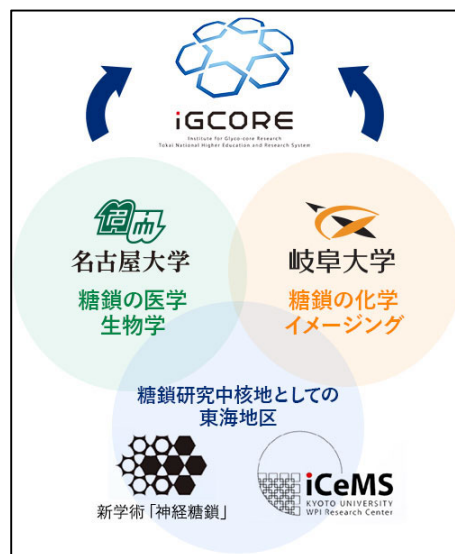 iGCORE
Institute for Glyco-core Research
Tokai National Higher Education and Research System
名古屋大学
糖鎖の医学
生物学
岐阜大学
糖鎖の化学
イメージング
糖鎖研究中核地としての
東海地区
新学術「神経糖鎖」
iCeMS
KYOTO UNIVERSITY
WPI Research Center